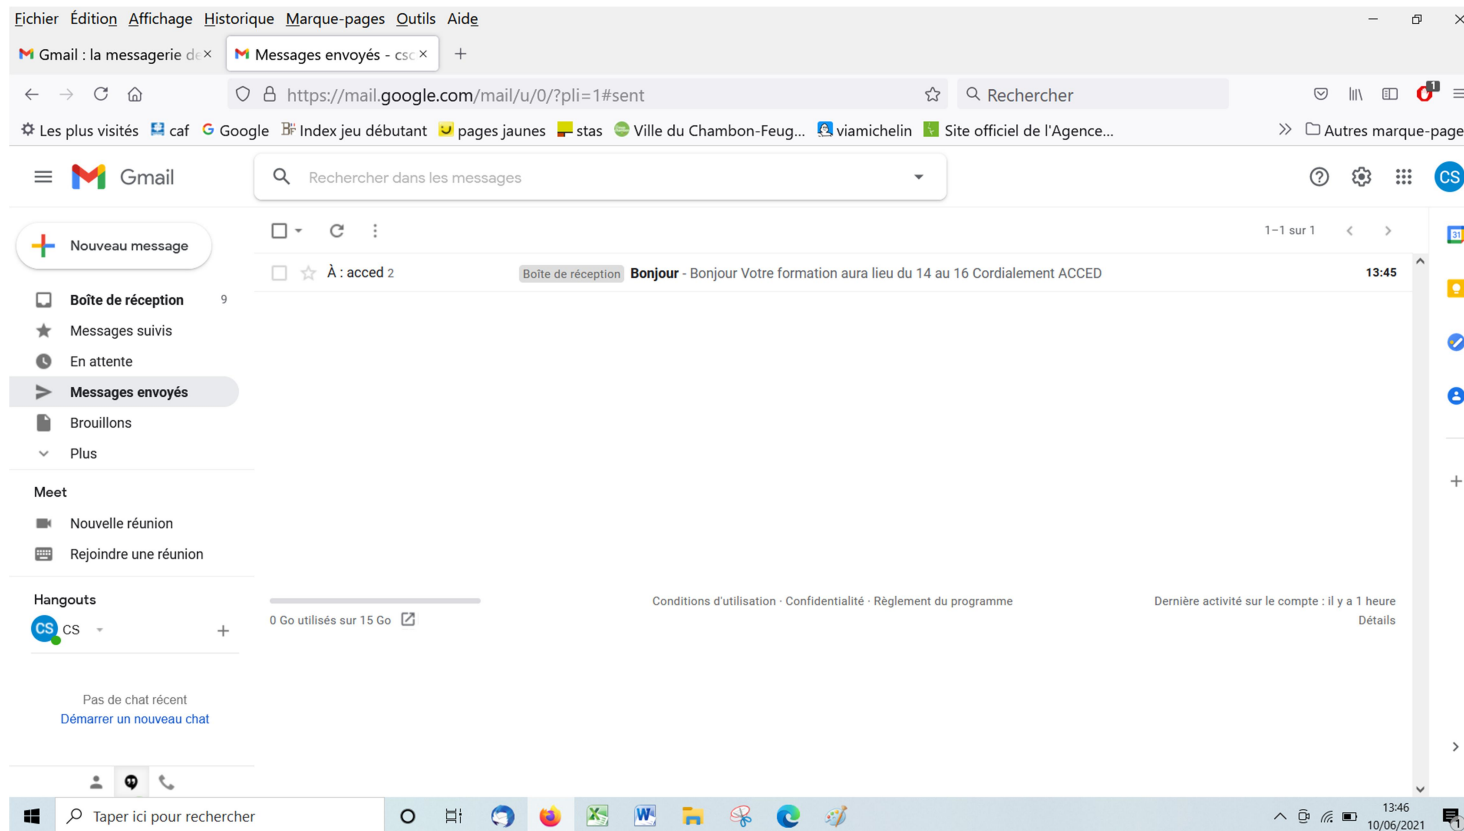 Fichier Édition Affichage Historique Marque-pages Outils Aide
Gmail : la messagerie de
Messages envoyés - csc
https://mail.google.com/mail/u/0/?pli=1#sent
Rechercher
1
Les plus visités caf Google Index jeu débutant pages jaunes stas Ville du Chambon-Feug... viamichelin Site officiel de l'Agence... Autres marque-page
Gmail
Rechercher dans les messages
CS
Nouveau message
1–1 sur 1
31
À : acced 2 Boîte de réception Bonjour - Bonjour Votre formation aura lieu du 14 au 16 Cordialement ACCED 13:45
Boîte de réception 9
Messages suivis
En attente
Messages envoyés
Brouillons
Plus
Meet
Nouvelle réunion
Rejoindre une réunion
Hangouts
CS CS
Pas de chat récent
Démarrer un nouveau chat
0 Go utilisés sur 15 Go
Conditions d'utilisation · Confidentialité · Règlement du programme
Dernière activité sur le compte : il y a 1 heure
Détails
Taper ici pour rechercher
13:46
10/06/2021
1